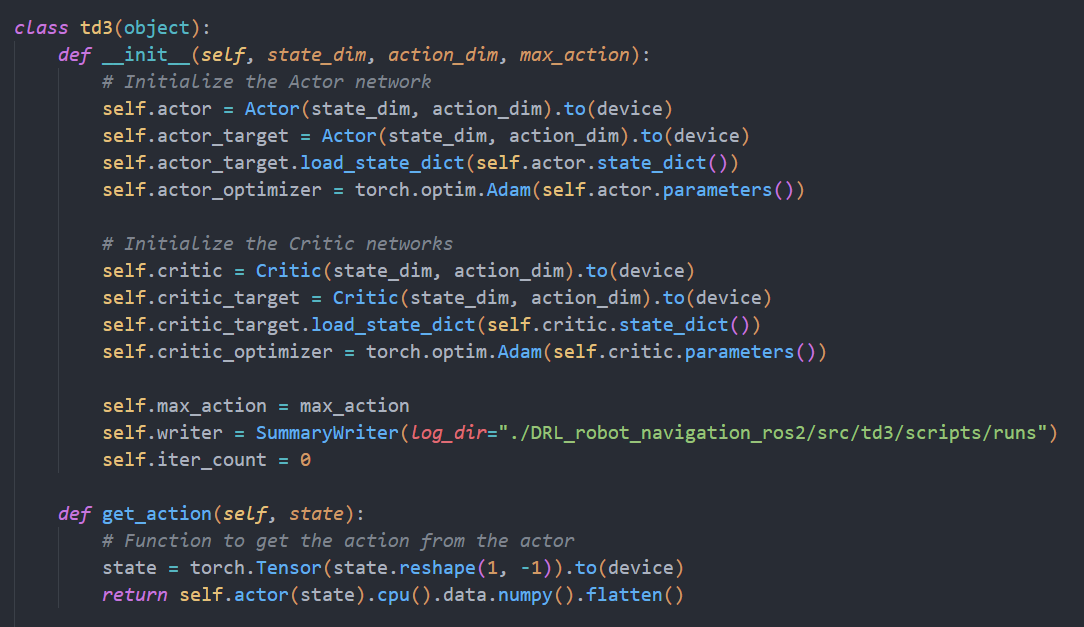 class td3(object):
    def __init__(self, state_dim, action_dim, max_action):
        # Initialize the Actor network
        self.actor = Actor(state_dim, action_dim).to(device)
        self.actor_target = Actor(state_dim, action_dim).to(device)
        self.actor_target.load_state_dict(self.actor.state_dict())
        self.actor_optimizer = torch.optim.Adam(self.actor.parameters())

        # Initialize the Critic networks
        self.critic = Critic(state_dim, action_dim).to(device)
        self.critic_target = Critic(state_dim, action_dim).to(device)
        self.critic_target.load_state_dict(self.critic.state_dict())
        self.critic_optimizer = torch.optim.Adam(self.critic.parameters())

        self.max_action = max_action
        self.writer = SummaryWriter(log_dir="./DRL_robot_navigation_ros2/src/td3/scripts/runs")
        self.iter_count = 0

    def get_action(self, state):
        # Function to get the action from the actor
        state = torch.Tensor(state.reshape(1, -1)).to(device)
        return self.actor(state).cpu().data.numpy().flatten()